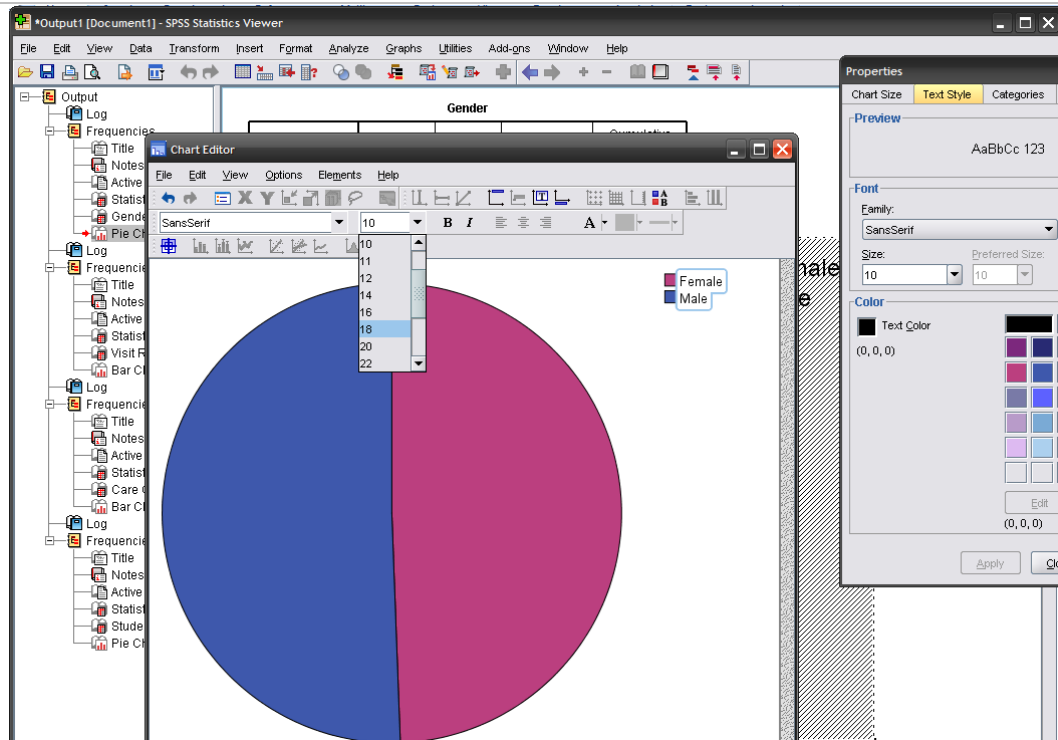 *Output1 [Document1] - SPSS Statistics Viewer
File Edit View Data Transform Insert Format Analyze Graphs Utilities Add-ons Window Help
Output
Log
Frequencies
Title
Notes
Active
Statist
Gende
Pie Ch
Log
Frequencie
Title
Notes
Active
Statist
Visit R
Bar Cl
Log
Frequencie
Title
Notes
Active
Statist
Care
Bar Cl
Log
Frequencie
Title
Notes
Active
Statist
Stude
Pie Ch
Gender
Chart Editor
File Edit View Options Elements Help
SansSerif 10 B I A
10
11
12
14
16
18
20
22
Female
Male
nale
e
Properties
Chart Size Text Style Categories
Preview
AaBbCc 123
Font
Family:
SansSerif
Size: Preferred Size:
10 10
Color
Text Color
(0, 0, 0)
Edit
(0, 0, 0)
Apply Clo